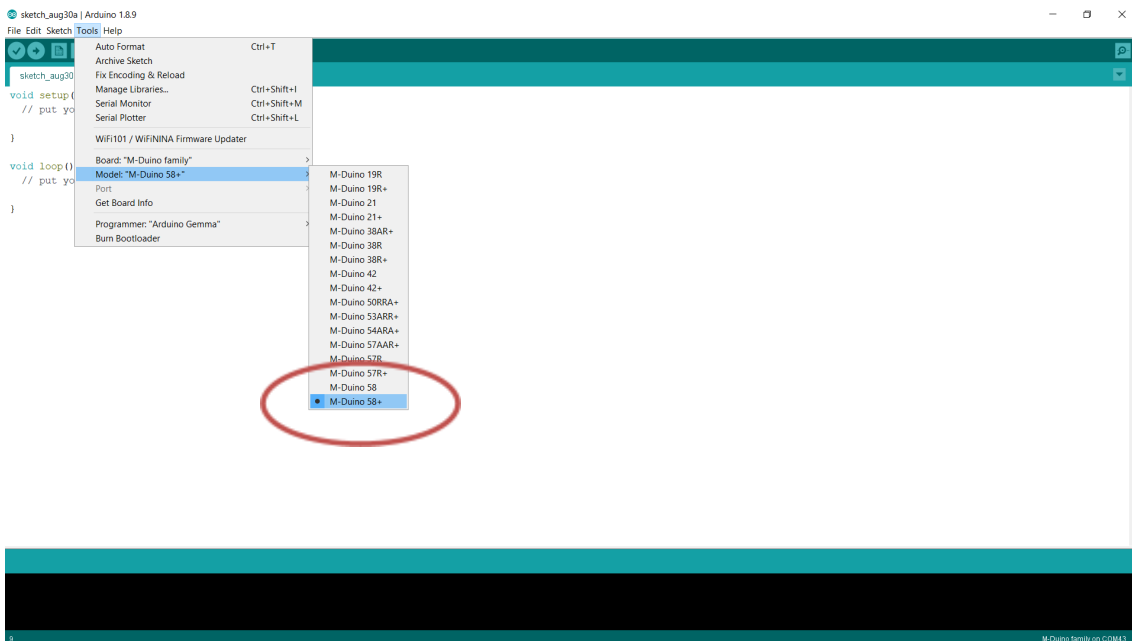 sketch_aug30a | Arduino 1.8.9
File Edit Sketch Tools Help
sketch_aug30
void setup(
// put yo
}
void loop()
// put yo
}
Auto Format Ctrl+T
Archive Sketch
Fix Encoding & Reload
Manage Libraries... Ctrl+Shift+I
Serial Monitor Ctrl+Shift+M
Serial Plotter Ctrl+Shift+L
WiFi101 / WiFiNINA Firmware Updater
Board: "M-Duino family"
Model: "M-Duino 58+"
Port
Get Board Info
Programmer: "Arduino Gemma"
Burn Bootloader
M-Duino 19R
M-Duino 19R+
M-Duino 21
M-Duino 21+
M-Duino 38AR+
M-Duino 38R
M-Duino 38R+
M-Duino 42
M-Duino 42+
M-Duino 50RRA+
M-Duino 53ARR+
M-Duino 54ARA+
M-Duino 57AAR+
M-Duino 57R
M-Duino 57R+
M-Duino 58
M-Duino 58+
9 M-Duino family on COM43